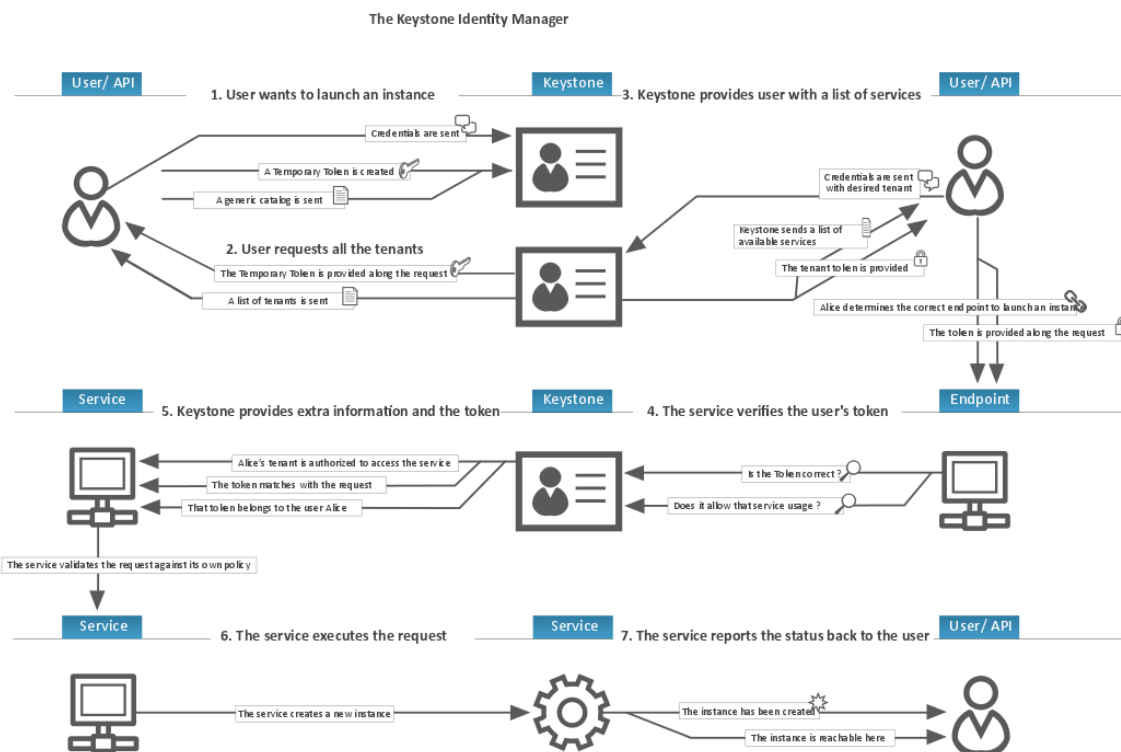 The Keystone Identity Manager
User/ API
1. User wants to launch an instance
Keystone
3. Keystone provides user with a list of services
User/ API
Credentials are sent
A Temporary Token is created
A generic catalog is sent
Credentials are sent
with desired tenant
Keystone sends a list of
available services
2. User requests all the tenants
The Temporary Token is provided along the request
The tenant token is provided
A list of tenants is sent
Alice determines the correct endpoint to launch an instance
The token is provided along the request
Service
5. Keystone provides extra information and the token
Keystone
4. The service verifies the user's token
Endpoint
Alice's tenant is authorized to access the service
Is the Token correct ?
The token matches with the request
That token belongs to the user Alice
Does it allow that service usage ?
The service validates the request against its own policy
Service
6. The service executes the request
Service
7. The service reports the status back to the user
User/ API
The service creates a new instance
The instance has been created
The instance is reachable here